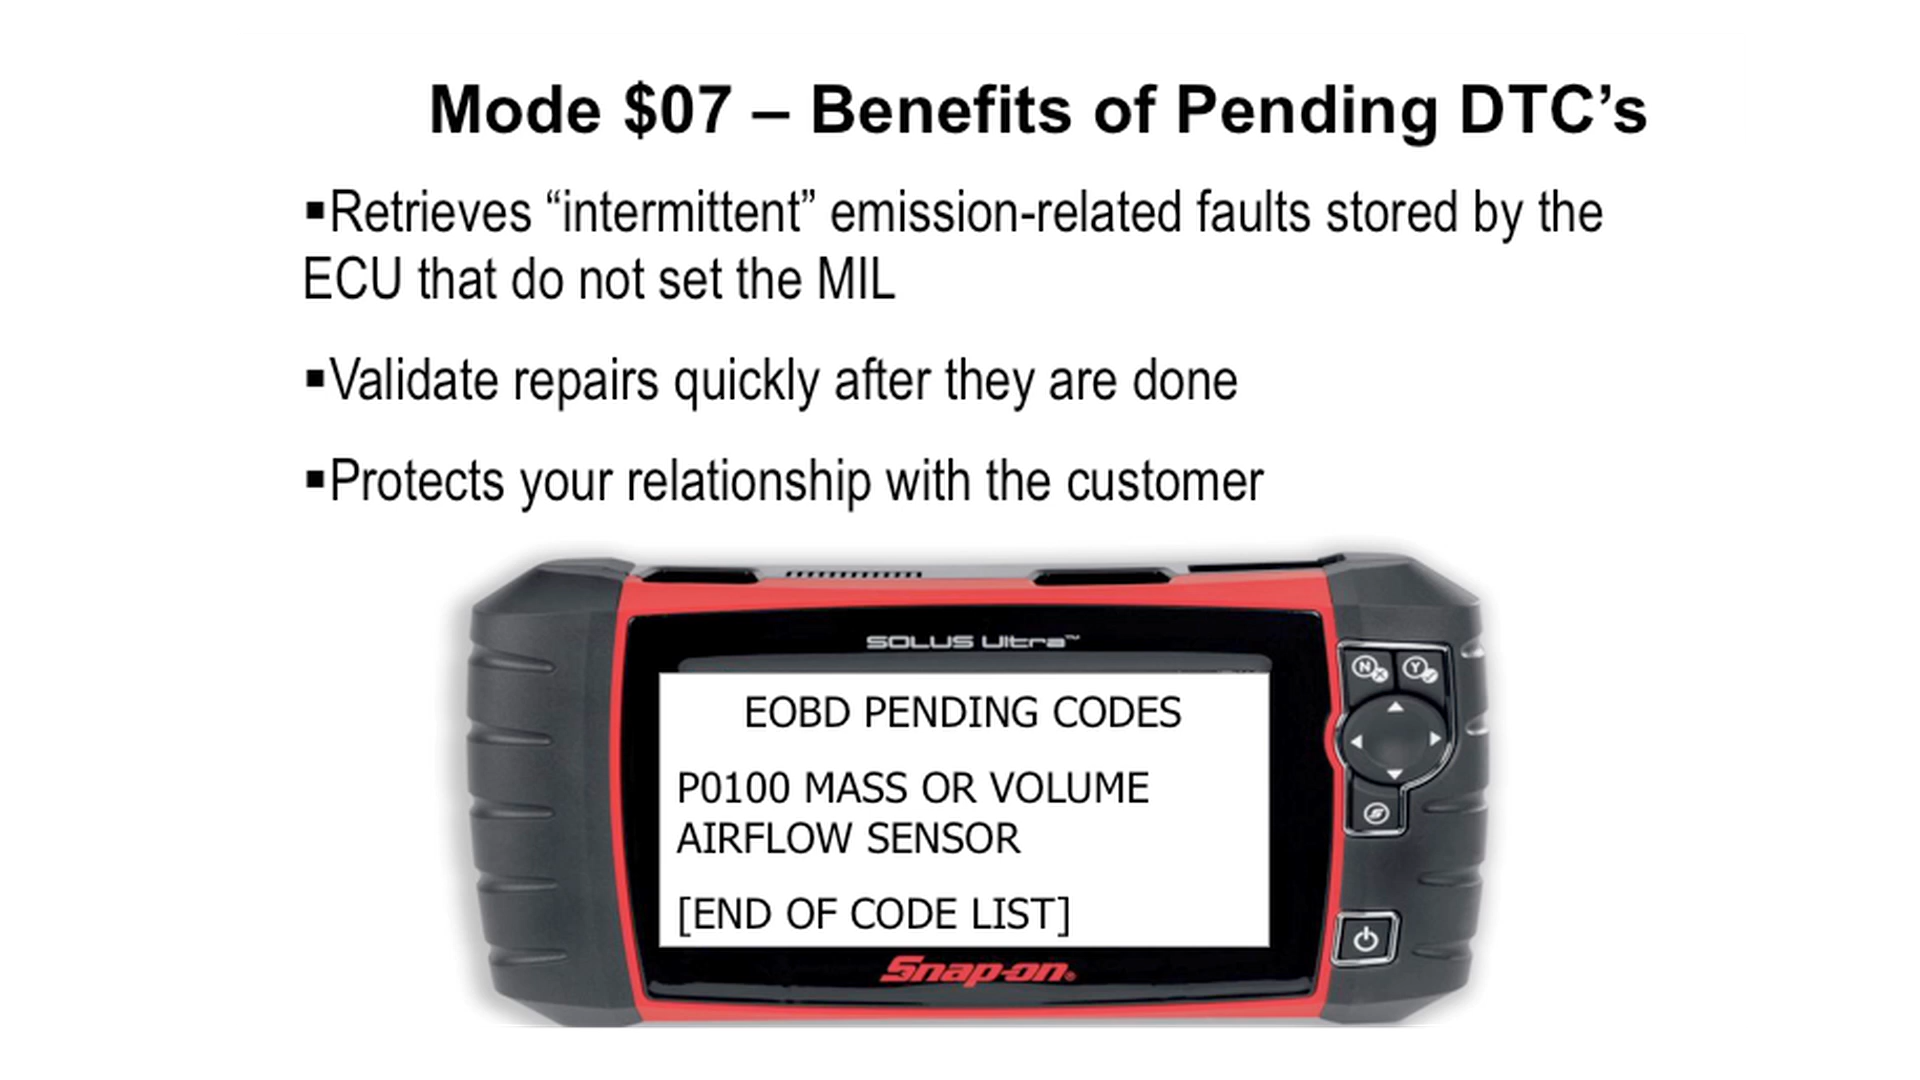 Mode $07 – Benefits of Pending DTC’s
▪Retrieves “intermittent” emission-related faults stored by the
ECU that do not set the MIL
▪Validate repairs quickly after they are done
▪Protects your relationship with the customer
SOLUS Ultra™
N Y
EOBD PENDING CODES
P0100 MASS OR VOLUME
AIRFLOW SENSOR
[END OF CODE LIST]
Snap-on®